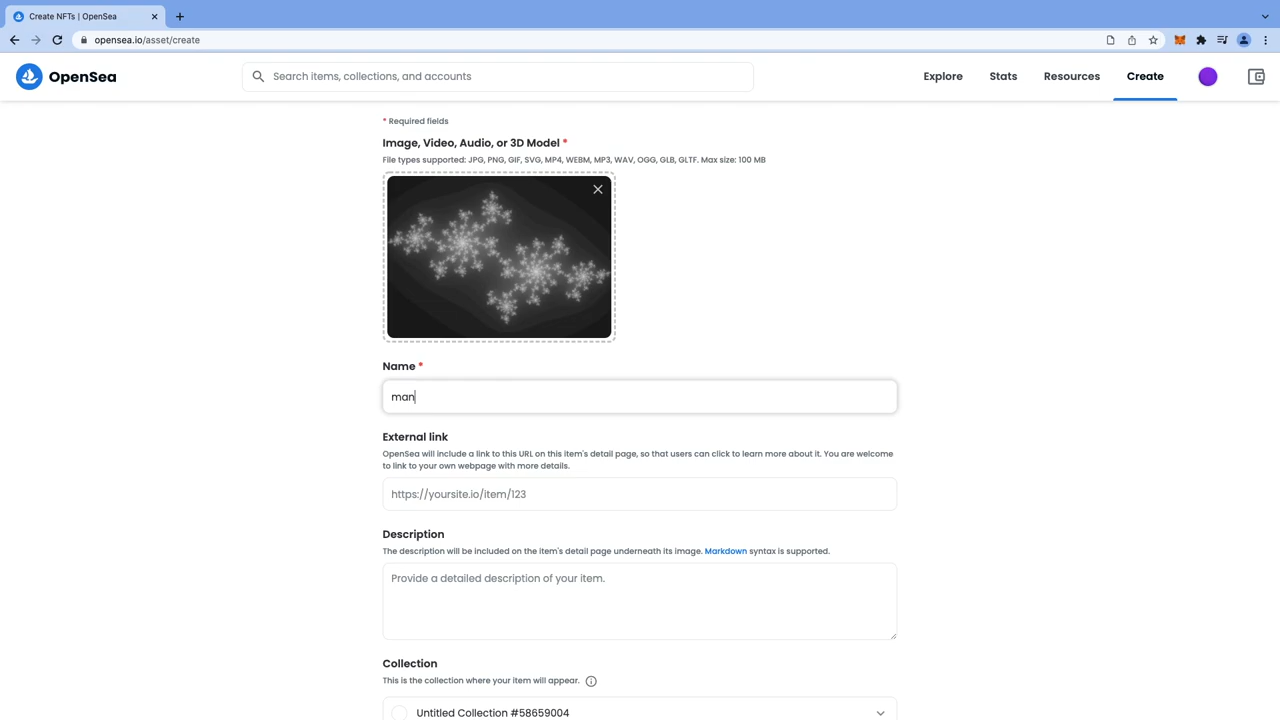 Create NFTs | OpenSea
opensea.io/asset/create
OpenSea
Search items, collections, and accounts
Explore
Stats
Resources
Create
* Required fields
Image, Video, Audio, or 3D Model *
File types supported: JPG, PNG, GIF, SVG, MP4, WEBM, MP3, WAV, OGG, GLB, GLTF. Max size: 100 MB
Name *
man
External link
OpenSea will include a link to this URL on this item's detail page, so that users can click to learn more about it. You are welcome
to link to your own webpage with more details.
https://yoursite.io/item/123
Description
The description will be included on the item's detail page underneath its image. Markdown syntax is supported.
Provide a detailed description of your item.
Collection
This is the collection where your item will appear.
Untitled Collection #58659004